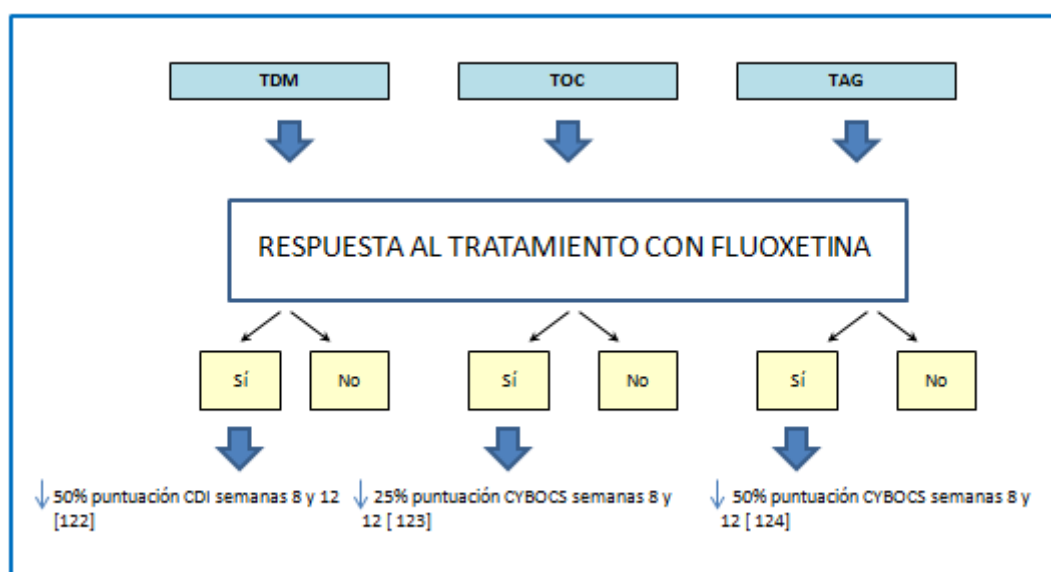 TDM
TOC
TAG
RESPUESTA AL TRATAMIENTO CON FLUOXETINA
Sí
No
Sí
No
Sí
No
50% puntuación CDI semanas 8 y 12
[122]
25% puntuación CYBOCS semanas 8 y
12 [ 123]
50% puntuación CYBOCS semanas 8 y
12 [ 124]